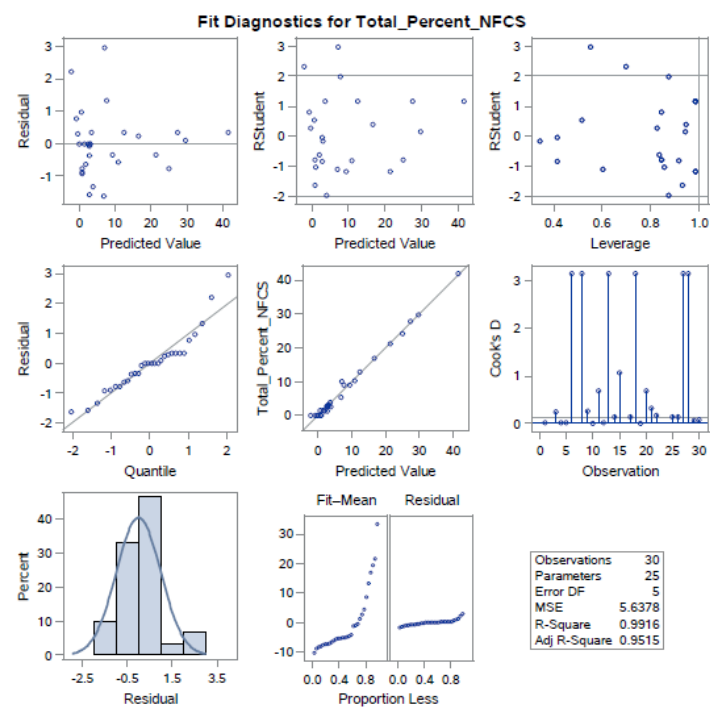 Fit Diagnostics for Total_Percent_NFCS
3
2
1
0
-1
Residual
0 10 20 30 40
Predicted Value
3
2
1
0
-1
-2
RStudent
0 10 20 30 40
Predicted Value
3
2
1
0
-1
-2
RStudent
0.4 0.6 0.8 1.0
Leverage
3
2
1
0
-1
-2
Residual
-2 -1 0 1 2
Quantile
40
30
20
10
0
Total_Percent_NFCS
0 10 20 30 40
Predicted Value
3
2
1
0
Cook's D
0 5 10 15 20 25 30
Observation
40
30
20
10
0
Percent
-2.5 -0.5 1.5 3.5
Residual
Fit–Mean Residual
30
20
10
0
-10
0.0 0.4 0.8 0.0 0.4 0.8
Proportion Less
Observations 30
Parameters 25
Error DF 5
MSE 5.6378
R-Square 0.9916
Adj R-Square 0.9515